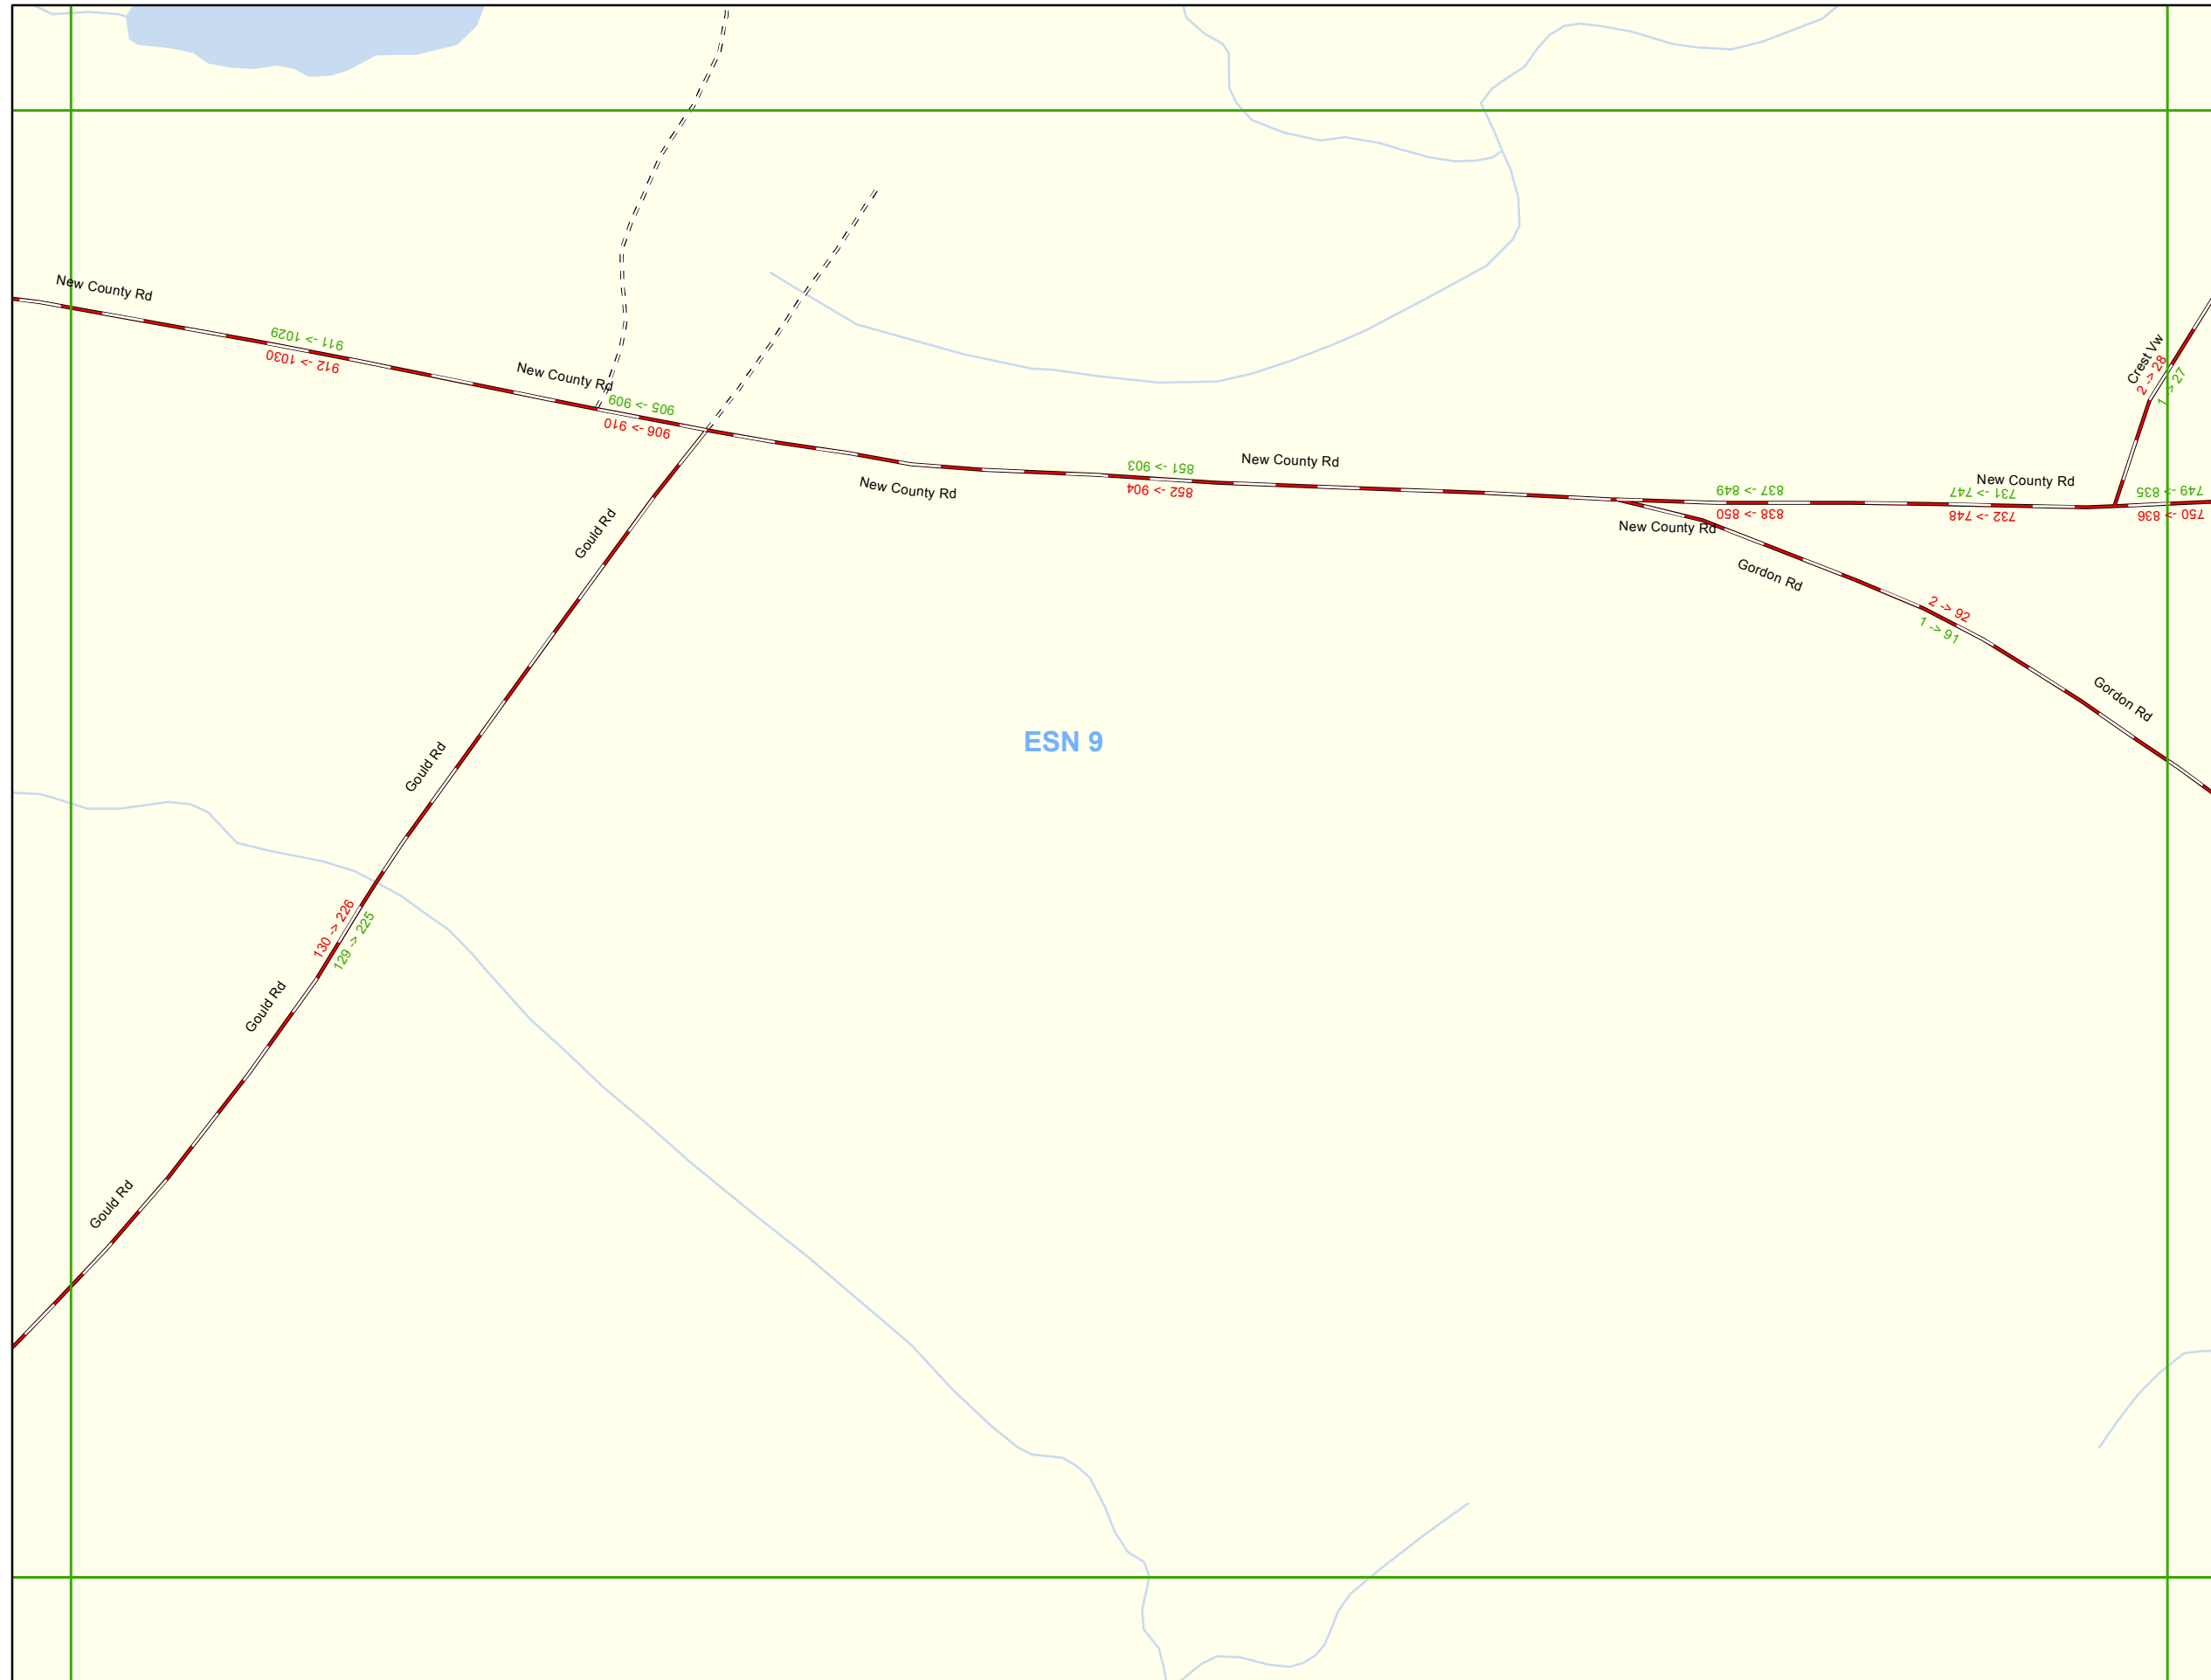 New County Rd
911 -> 1029
912 -> 1030
New County Rd
905 -> 909
906 -> 910
Crest Vw
2 -> 28
1 -> 27
New County Rd
851 -> 903
852 -> 904
New County Rd
New County Rd
837 -> 849
838 -> 850
731 -> 747
732 -> 748
749 -> 835
750 -> 836
New County Rd
Gould Rd
Gordon Rd
2 -> 92
1 -> 91
Gordon Rd
ESN 9
Gould Rd
130 -> 226
129 -> 225
Gould Rd
Gould Rd